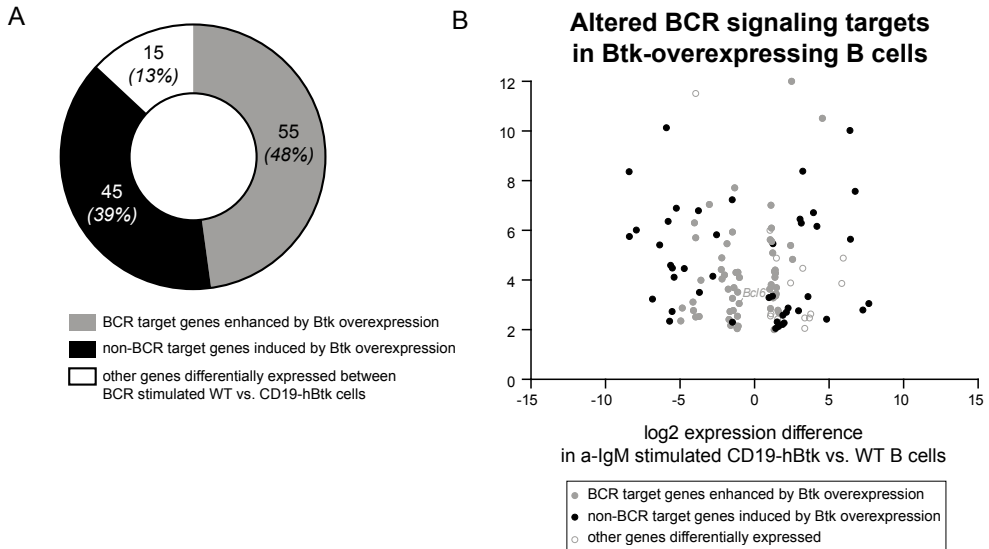 A
15
(13%)
55
(48%)
45
(39%)
BCR target genes enhanced by Btk overexpression
non-BCR target genes induced by Btk overexpression
other genes differentially expressed between
BCR stimulated WT vs. CD19-hBtk cells
B
Altered BCR signaling targets
in Btk-overexpressing B cells
12
10
8
6
4
2
0
Bcl6
-15
-10
-5
0
5
10
15
log2 expression difference
in a-IgM stimulated CD19-hBtk vs. WT B cells
BCR target genes enhanced by Btk overexpression
non-BCR target genes induced by Btk overexpression
other genes differentially expressed